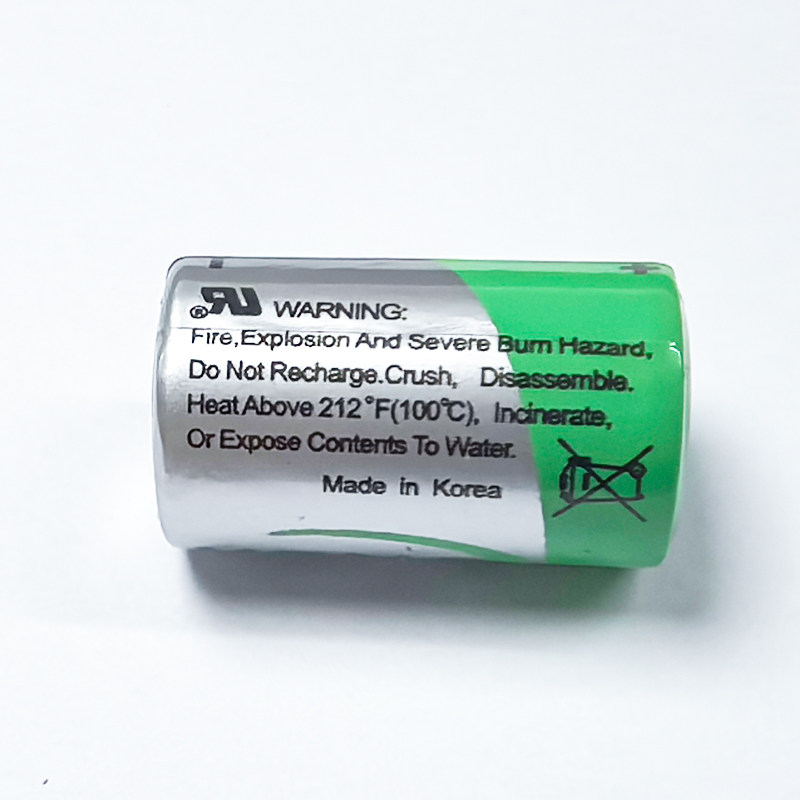 - +
®RU WARNING:
Fire,Explosion And Severe Burn Hazard,
Do Not Recharge.Crush, Disassemble.
Heat Above 212°F(100℃), Incinerate,
Or Expose Contents To Water.
Made in Korea